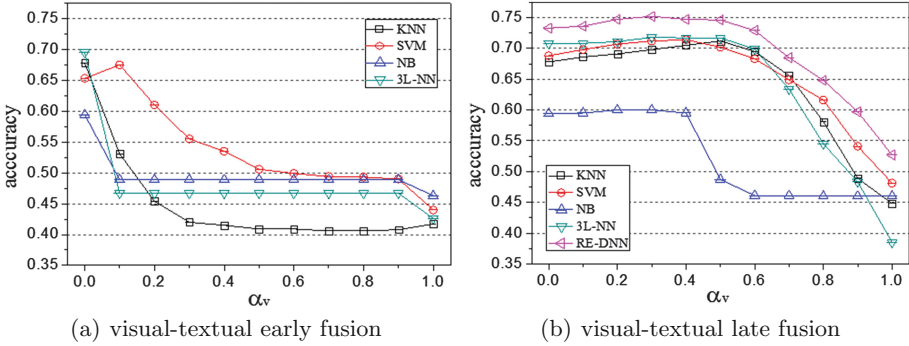 0.75
0.70
0.65
0.60
0.55
0.50
0.45
0.40
0.35
acccuracy
KNN
SVM
NB
3L-NN
0.0 0.2 0.4 0.6 0.8 1.0
αv
(a) visual-textual early fusion
0.75
0.70
0.65
0.60
0.55
0.50
0.45
0.40
0.35
acccuracy
KNN
SVM
NB
3L-NN
RE-DNN
0.0 0.2 0.4 0.6 0.8 1.0
αv
(b) visual-textual late fusion